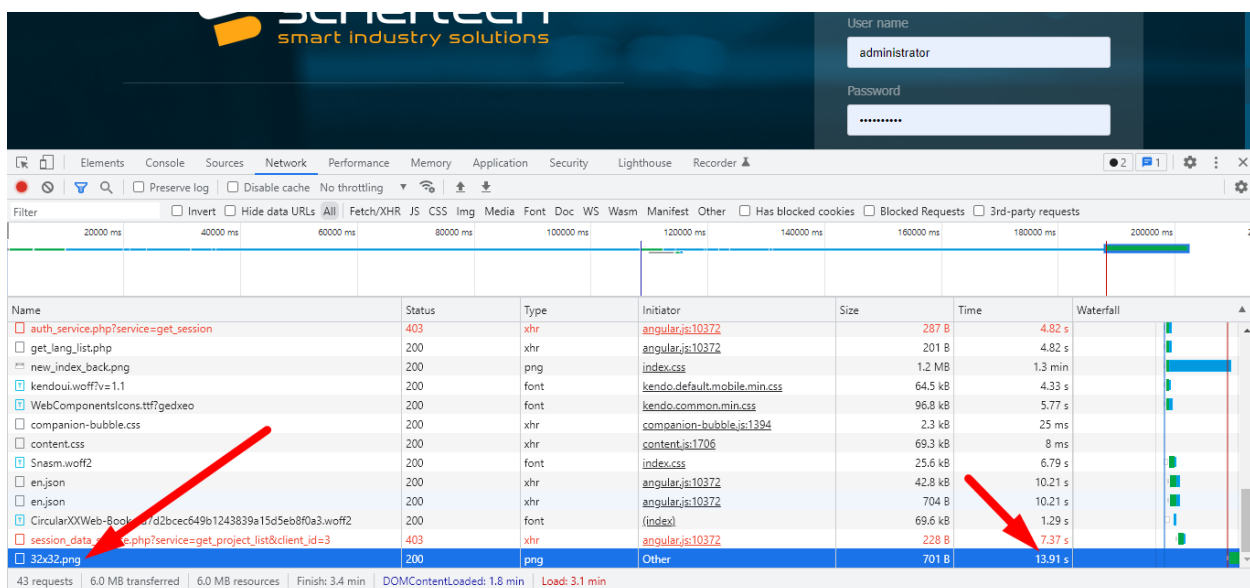 smart industry solutions
User name
administrator
Password
Elements Console Sources Network Performance Memory Application Security Lighthouse Recorder 2 1
Preserve log Disable cache No throttling
Filter Invert Hide data URLs All Fetch/XHR JS CSS Img Media Font Doc WS Wasm Manifest Other Has blocked cookies Blocked Requests 3rd-party requests
20000 ms 40000 ms 60000 ms 80000 ms 100000 ms 120000 ms 140000 ms 160000 ms 180000 ms 200000 ms
Name Status Type Initiator Size Time Waterfall
auth_service.php?service=get_session 403 xhr angular.js:10372 287 B 4.82 s
get_lang_list.php 200 xhr angular.js:10372 201 B 4.82 s
new_index_back.png 200 png index.css 1.2 MB 1.3 min
kendoui.woff?v=1.1 200 font kendo.default.mobile.min.css 64.5 kB 4.33 s
WebComponentsIcons.ttf?gedxeo 200 font kendo.common.min.css 96.8 kB 5.77 s
companion-bubble.css 200 xhr companion-bubble.js:1394 2.3 kB 25 ms
content.css 200 xhr content.js:1706 69.3 kB 8 ms
Snasm.woff2 200 font index.css 25.6 kB 6.79 s
en.json 200 xhr angular.js:10372 42.8 kB 10.21 s
en.json 200 xhr angular.js:10372 704 B 10.21 s
200 font (index) 69.6 kB 1.29 s
403 xhr angular.js:10372 228 B 7.37 s
32x32.png 200 png Other 701 B 13.91 s
43 requests 6.0 MB transferred 6.0 MB resources Finish: 3.4 min DOMContentLoaded: 1.8 min Load: 3.1 min